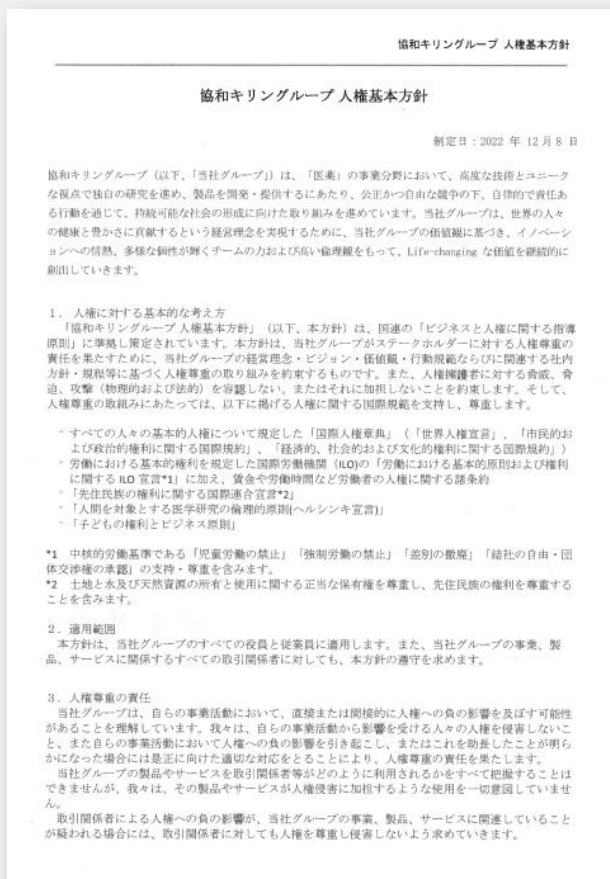 協和キリングループ 人権基本方針
協和キリングループ 人権基本方針
制定日：2022 年 12月 8 日
協和キリングループ（以下、「当社グループ」）は、「医薬」の事業分野において、高度な技術とユニーク
な視点で独自の研究を進め、製品を開発・提供するにあたり、公正かつ自由な競争の下、自律的で責任あ
る行動を通じて、持続可能な社会の形成に向けた取り組みを進めています。当社グループは、世界の人々
の健康と豊かさに貢献するという経営理念を実現するために、当社グループの価値観に基づき、イノベーシ
ョンへの情熱、多様な個性が輝くチームの力および高い倫理観をもって、Life-changing な価値を継続的に
創出していきます。
１．人権に対する基本的な考え方
「協和キリングループ 人権基本方針」（以下、本方針）は、国連の「ビジネスと人権に関する指導
原則」に準拠し策定されています。本方針は、当社グループがステークホルダーに対する人権尊重の
責任を果たすために、当社グループの経営理念・ビジョン・価値観・行動規範ならびに関連する社内
方針・規程等に基づく人権尊重の取り組みを約束するものです。また、人権擁護者に対する脅威、脅
迫、攻撃（物理的および法的）を容認しない、またはそれに加担しないことを約束します。そして、
人権尊重の取組みにあたっては、以下に掲げる人権に関する国際規範を支持し、尊重します。
- すべての人々の基本的人権について規定した「国際人権章典」（「世界人権宣言」、「市民的お
よび政治的権利に関する国際規約」、「経済的、社会的および文化的権利に関する国際規約」）
- 労働における基本的権利を規定した国際労働機関（ILO)の「労働における基本的原則および権利
に関する ILO 宣言*1」に加え、賃金や労働時間など労働者の人権に関する諸条約
- 「先住民族の権利に関する国際連合宣言*2」
- 「人間を対象とする医学研究の倫理的原則(ヘルシンキ宣言)」
- 「子どもの権利とビジネス原則」
*1 中核的労働基準である「児童労働の禁止」「強制労働の禁止」「差別の撤廃」「結社の自由・団
体交渉権の承認」の支持・尊重を含みます。
*2 土地と水及び天然資源の所有と使用に関する正当な保有権を尊重し、先住民族の権利を尊重する
ことを含みます。
２．適用範囲
本方針は、当社グループのすべての役員と従業員に適用します。また、当社グループの事業、製
品、サービスに関係するすべての取引関係者に対しても、本方針の遵守を求めます。
３．人権尊重の責任
当社グループは、自らの事業活動において、直接または間接的に人権への負の影響を及ぼす可能性
があることを理解しています。我々は、自らの事業活動から影響を受ける人々の人権を侵害しないこ
と、また自らの事業活動において人権への負の影響を引き起こし、またはこれを助長したことが明ら
かになった場合には是正に向けた適切な対応をとることにより、人権尊重の責任を果たします。
当社グループの製品やサービスを取引関係者等がどのように利用されるかをすべて把握することは
できませんが、我々は、その製品やサービスが人権侵害に加担するような使用を一切意図していませ
ん。
取引関係者による人権への負の影響が、当社グループの事業、製品、サービスに関連していること
が疑われる場合には、取引関係者に対しても人権を尊重し侵害しないよう求めていきます。